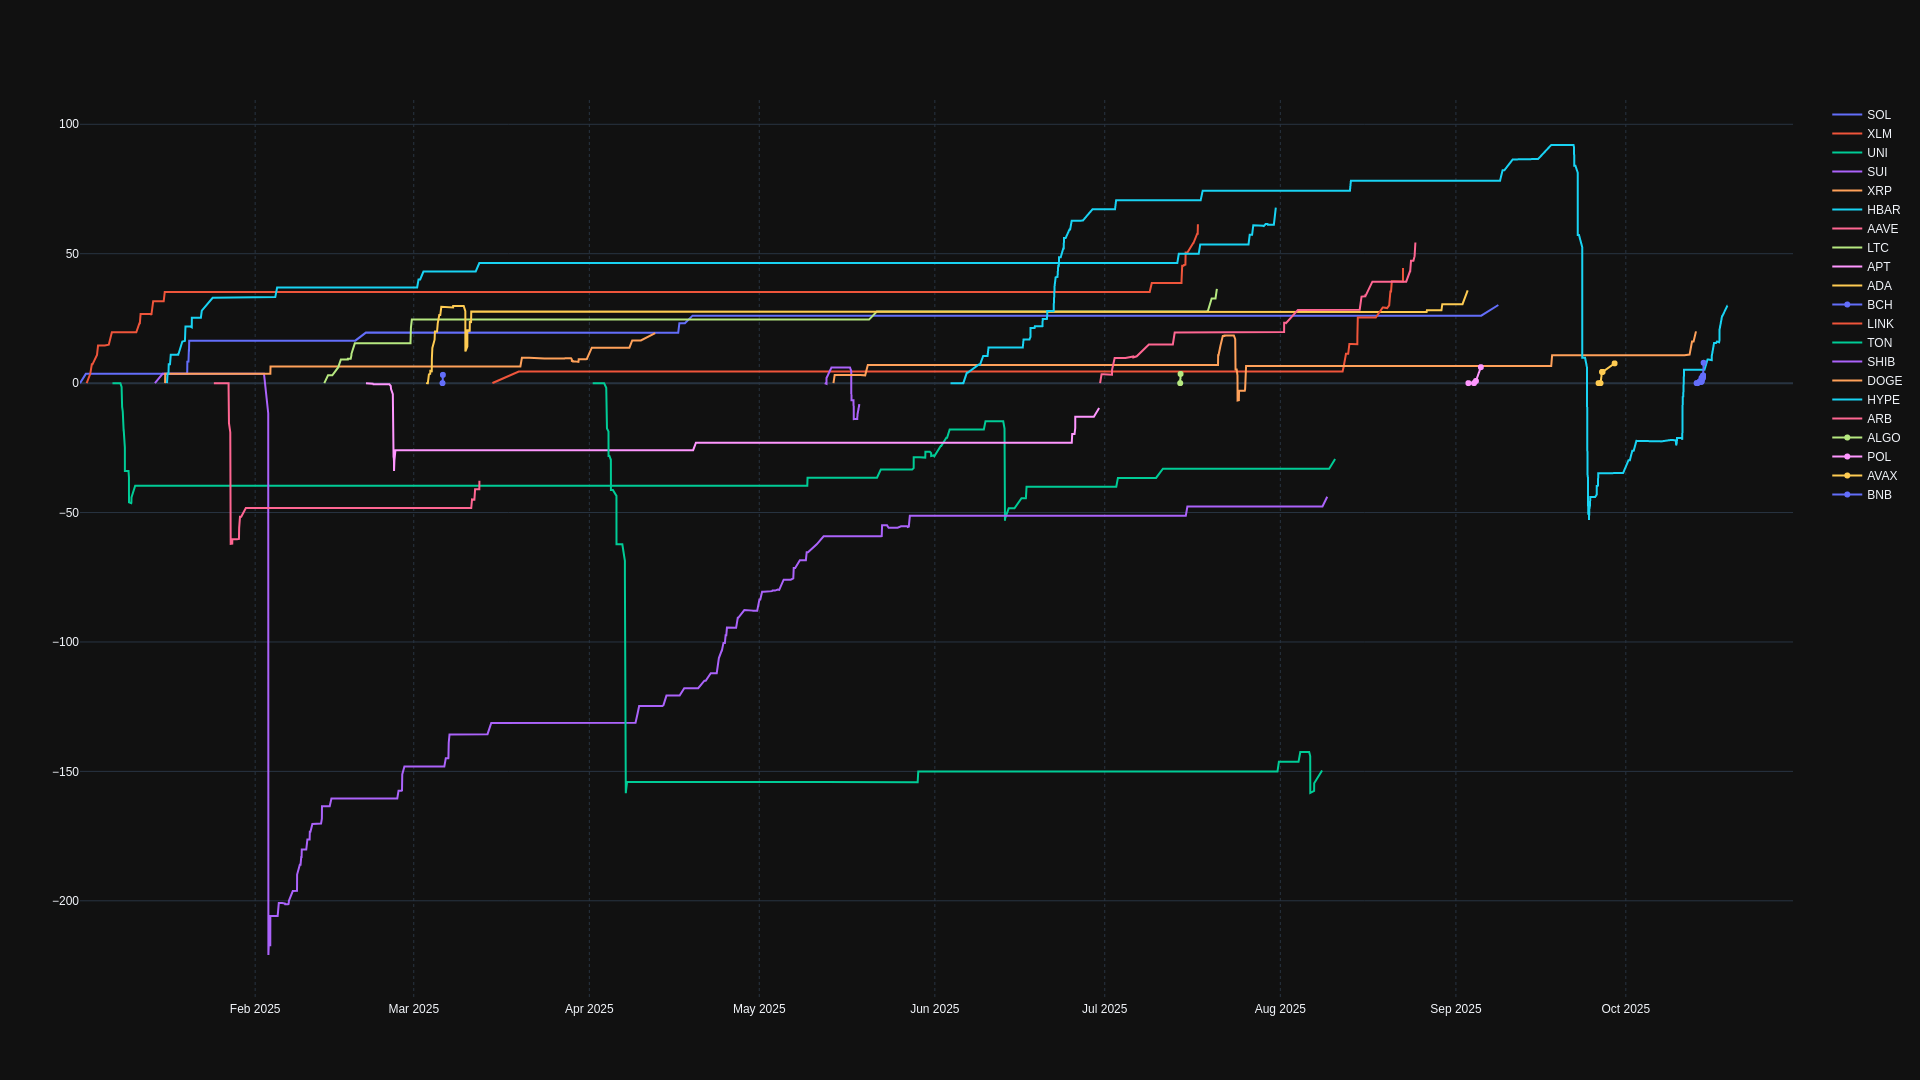 100
50
0
−50
−100
−150
−200
Feb 2025
Mar 2025
Apr 2025
May 2025
Jun 2025
Jul 2025
Aug 2025
Sep 2025
Oct 2025
SOL
XLM
UNI
SUI
XRP
HBAR
AAVE
LTC
APT
ADA
BCH
LINK
TON
SHIB
DOGE
HYPE
ARB
ALGO
POL
AVAX
BNB